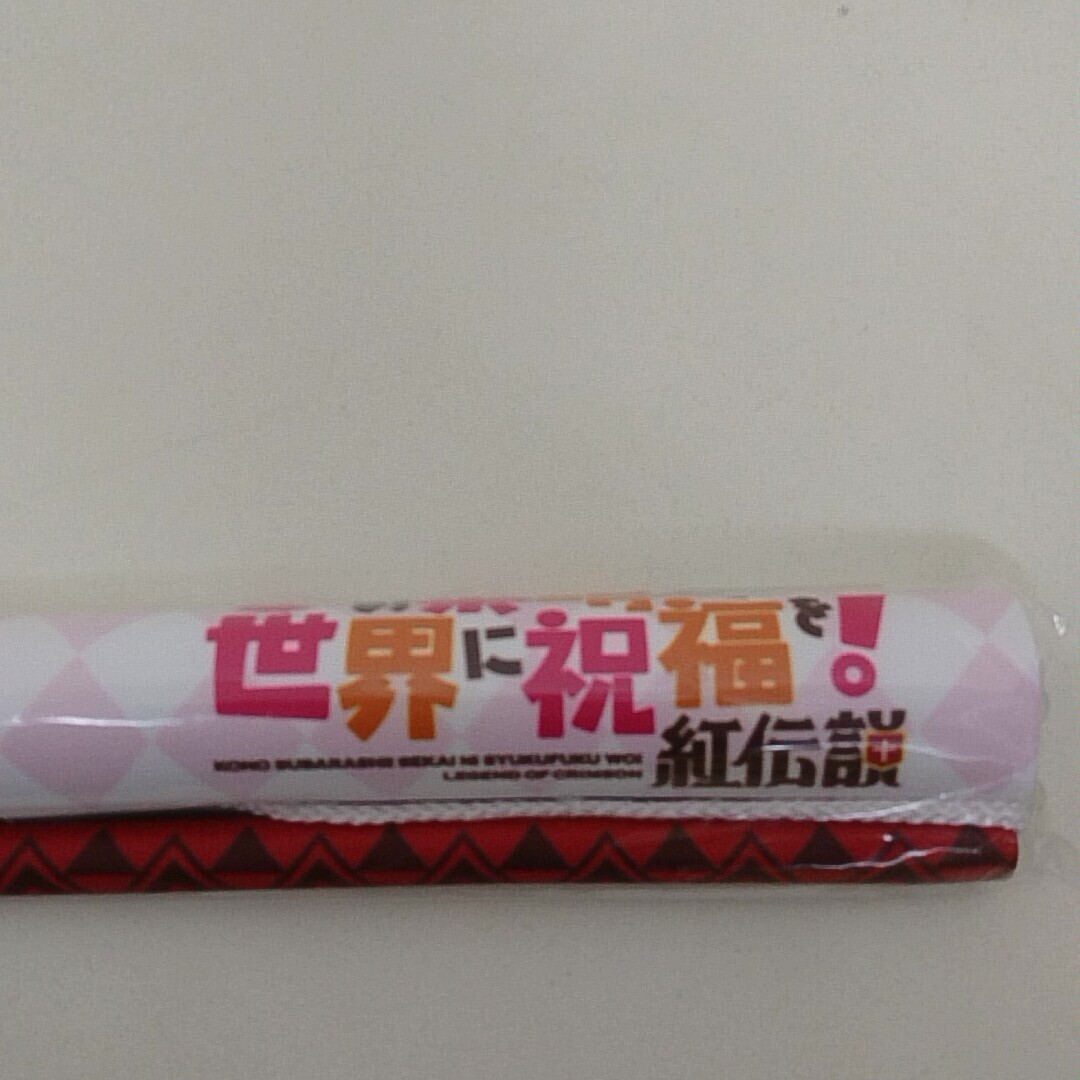 世界に祝福を!
KONO SUBARASHII SEKAI NI SYUKUFUKU WO!
LEGEND OF CRIMSON
紅伝説